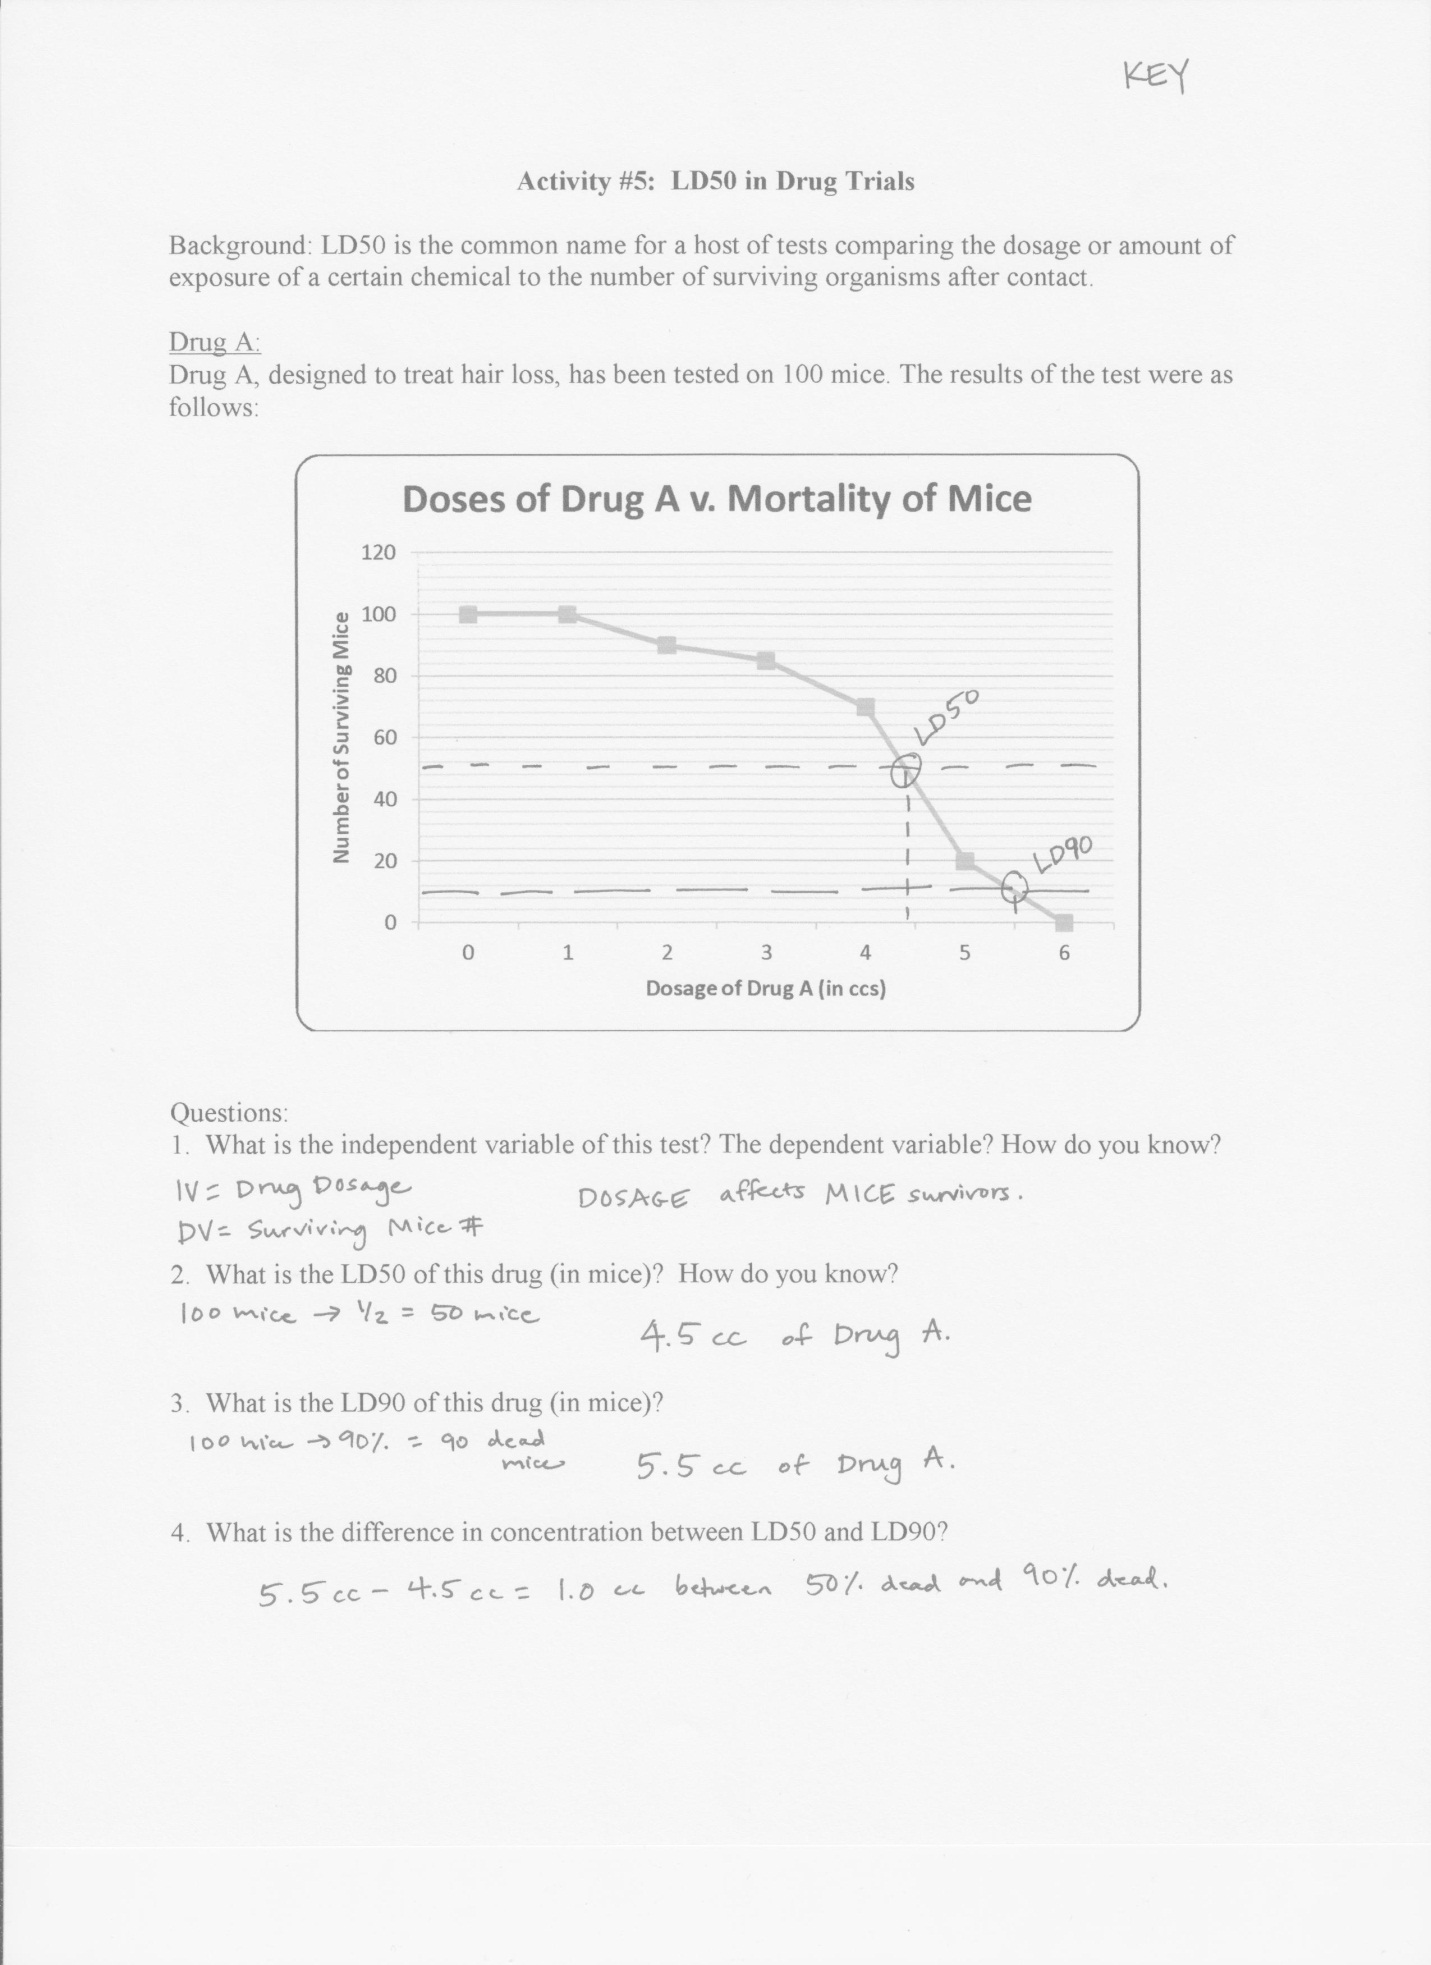 KEY
Activity #5: LD50 in Drug Trials
Background: LD50 is the common name for a host of tests comparing the dosage or amount of
exposure of a certain chemical to the number of surviving organisms after contact.
Drug A:
Drug A, designed to treat hair loss, has been tested on 100 mice. The results of the test were as
follows:
Doses of Drug A v. Mortality of Mice
Number of Surviving Mice
120
100
80
60
40
20
0
LD50
LD90
0 1 2 3 4 5 6
Dosage of Drug A (in ccs)
Questions:
1. What is the independent variable of this test? The dependent variable? How do you know?
IV = Drug Dosage
DOSAGE affects MICE survivors.
DV = Surviving Mice #
2. What is the LD50 of this drug (in mice)? How do you know?
100 mice → 1/2 = 50 mice
4.5 cc of Drug A.
3. What is the LD90 of this drug (in mice)?
100 mice → 90% = 90 dead
mice
5.5 cc of Drug A.
4. What is the difference in concentration between LD50 and LD90?
5.5 cc - 4.5 cc = 1.0 cc between 50% dead and 90% dead.